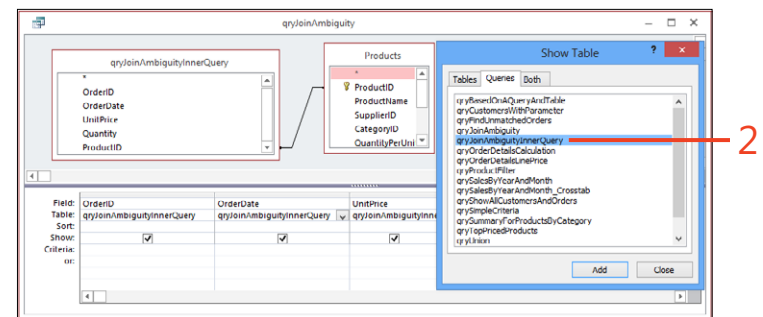 qryJoinAmbiguity
qryJoinAmbiguityInnerQuery
*
OrderID
OrderDate
UnitPrice
Quantity
ProductID
Products
*
ProductID
ProductName
SupplierID
CategoryID
QuantityPerUni
Show Table
?
Tables Queries Both
qryBasedOnAQueryAndTable
qryCustomersWithParameter
qryFindUnmatchedOrders
qryJoinAmbiguity
qryJoinAmbiguityInnerQuery
qryOrderDetailsCalculation
qryOrderDetailsLinePrice
qryProductFilter
qrySalesByYearAndMonth
qrySalesByYearAndMonth_Crosstab
qryShowAllCustomersAndOrders
qrySimpleCriteria
qrySummaryForProductsByCategory
qryTopPricedProducts
qryUnion
Add Close
2
Field: OrderID OrderDate UnitPrice
Table: qryJoinAmbiguityInnerQuery qryJoinAmbiguityInnerQuery qryJoinAmbiguityInne
Sort:
Show:
Criteria:
or: